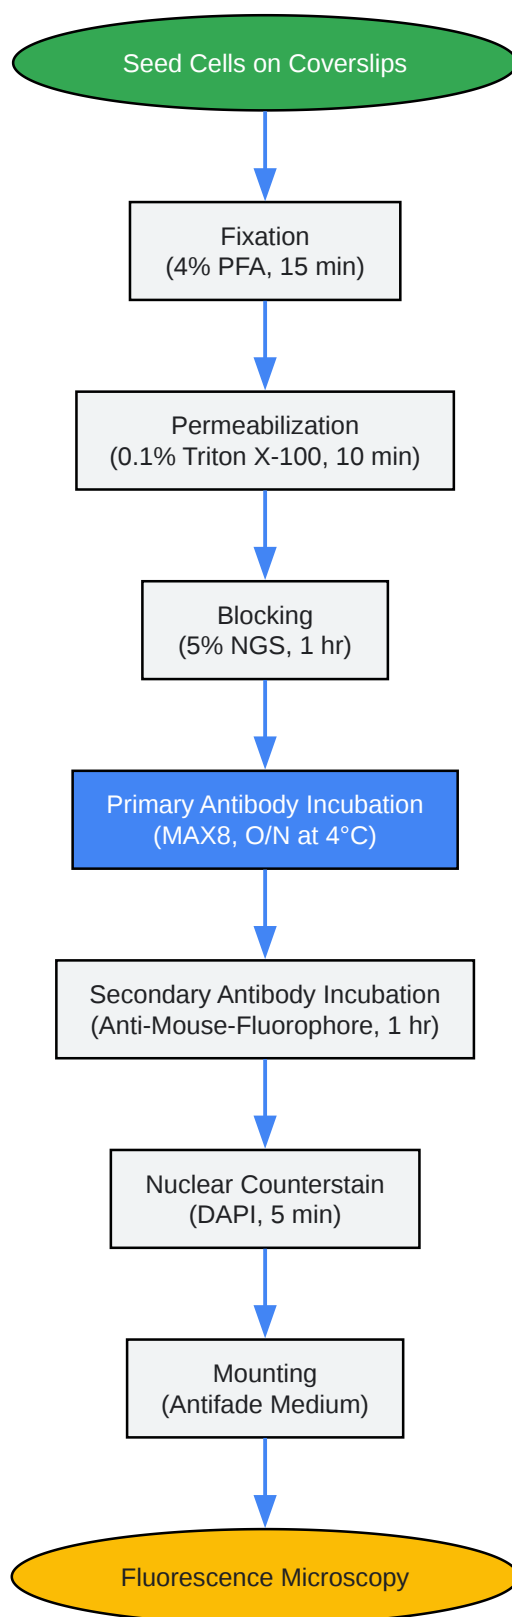 Seed Cells on Coverslips
Fixation
(4% PFA, 15 min)
Permeabilization
(0.1% Triton X-100, 10 min)
Blocking
(5% NGS, 1 hr)
Primary Antibody Incubation
(MAX8, O/N at 4°C)
Secondary Antibody Incubation
(Anti-Mouse-Fluorophore, 1 hr)
Nuclear Counterstain
(DAPI, 5 min)
Mounting
(Antifade Medium)
Fluorescence Microscopy